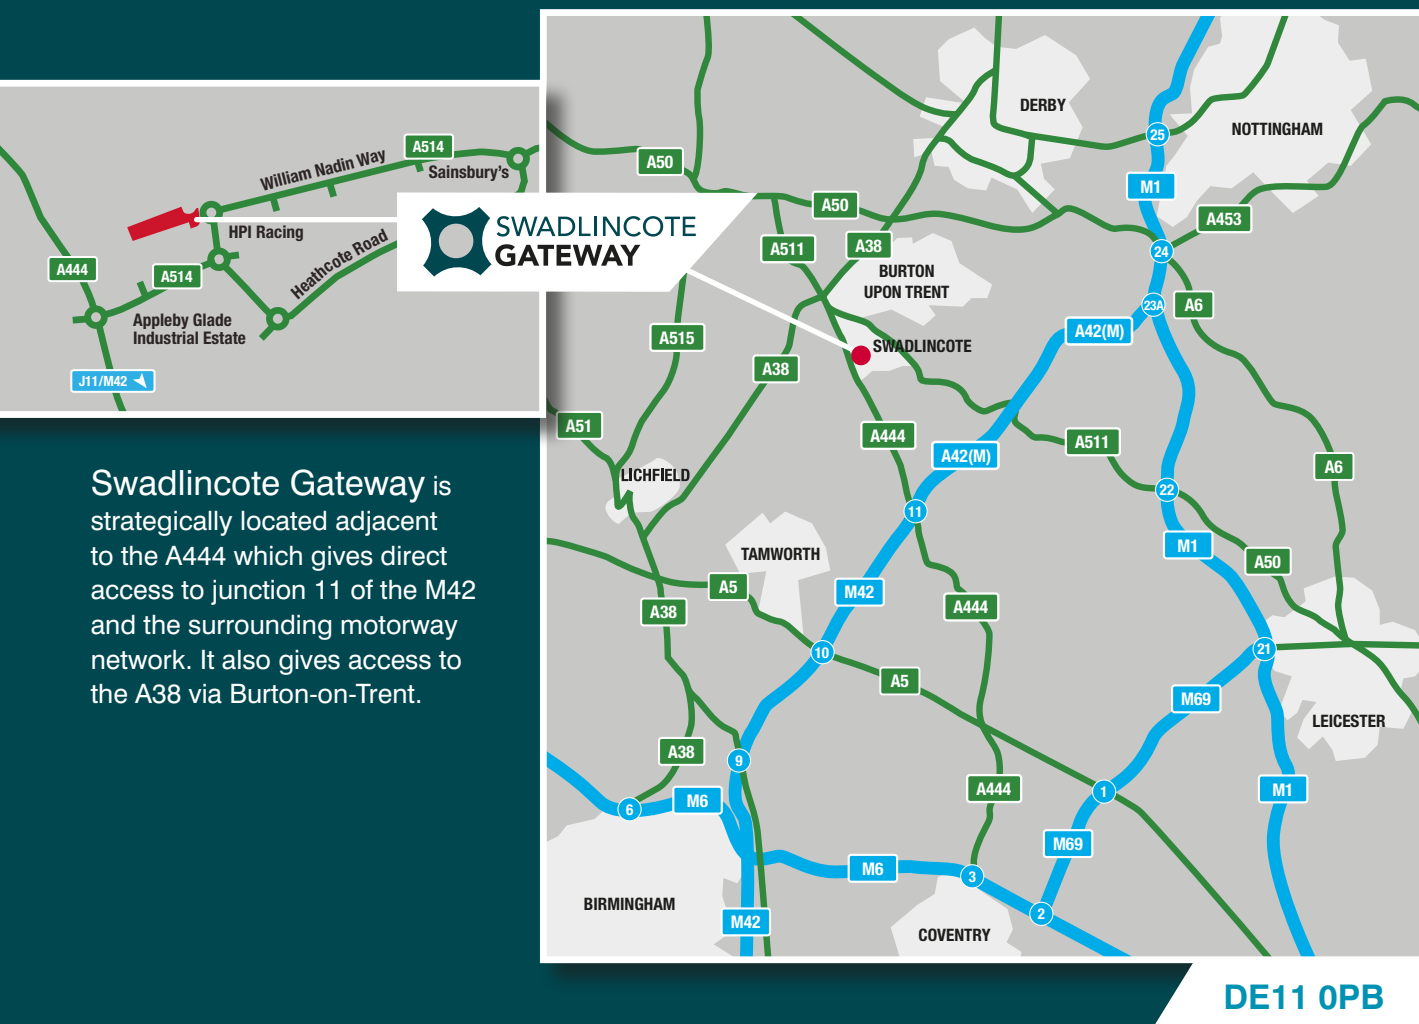 A514
William Nadin Way
Sainsbury's
HPI Racing
Heathcote Road
A444
A514
Appleby Glade
Industrial Estate
J11/M42
SWADLINCOTE
GATEWAY
Swadlincote Gateway is
strategically located adjacent
to the A444 which gives direct
access to junction 11 of the M42
and the surrounding motorway
network. It also gives access to
the A38 via Burton-on-Trent.
DERBY
NOTTINGHAM
25
A50
M1
A50
A453
A511
A38
24
BURTON
UPON TRENT
23A
A6
A42(M)
A515
SWADLINCOTE
A38
A51
A444
A511
A42(M)
A6
LICHFIELD
22
11
M1
TAMWORTH
A50
A5
M42
A38
A444
10
21
A5
M69
LEICESTER
A38
9
A444
1
M1
M6
6
M69
M6
3
BIRMINGHAM
2
M42
COVENTRY
DE11 0PB